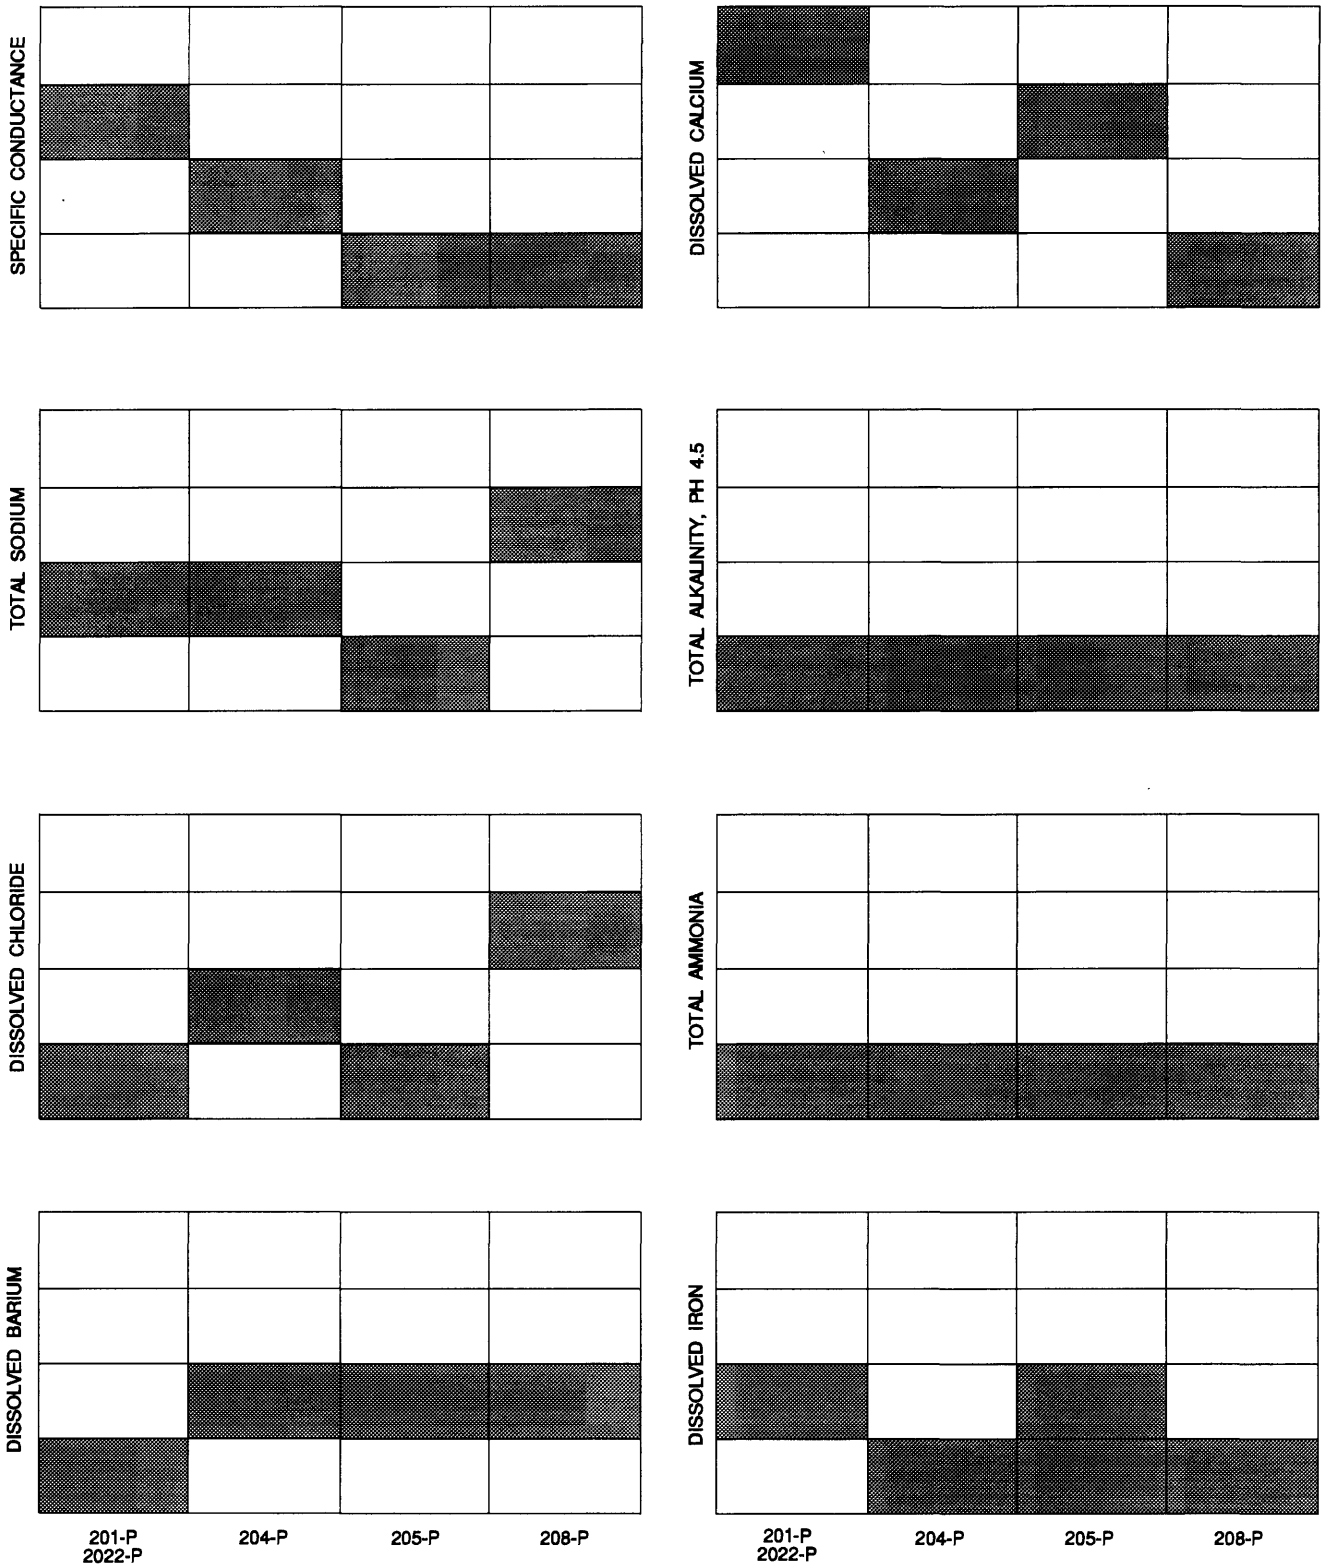 SPECIFIC CONDUCTANCE
DISSOLVED CALCIUM
TOTAL SODIUM
TOTAL ALKALINITY, PH 4.5
DISSOLVED CHLORIDE
TOTAL AMMONIA
DISSOLVED BARIUM
DISSOLVED IRON
201-P
2022-P
204-P
205-P
208-P
201-P
2022-P
204-P
205-P
208-P